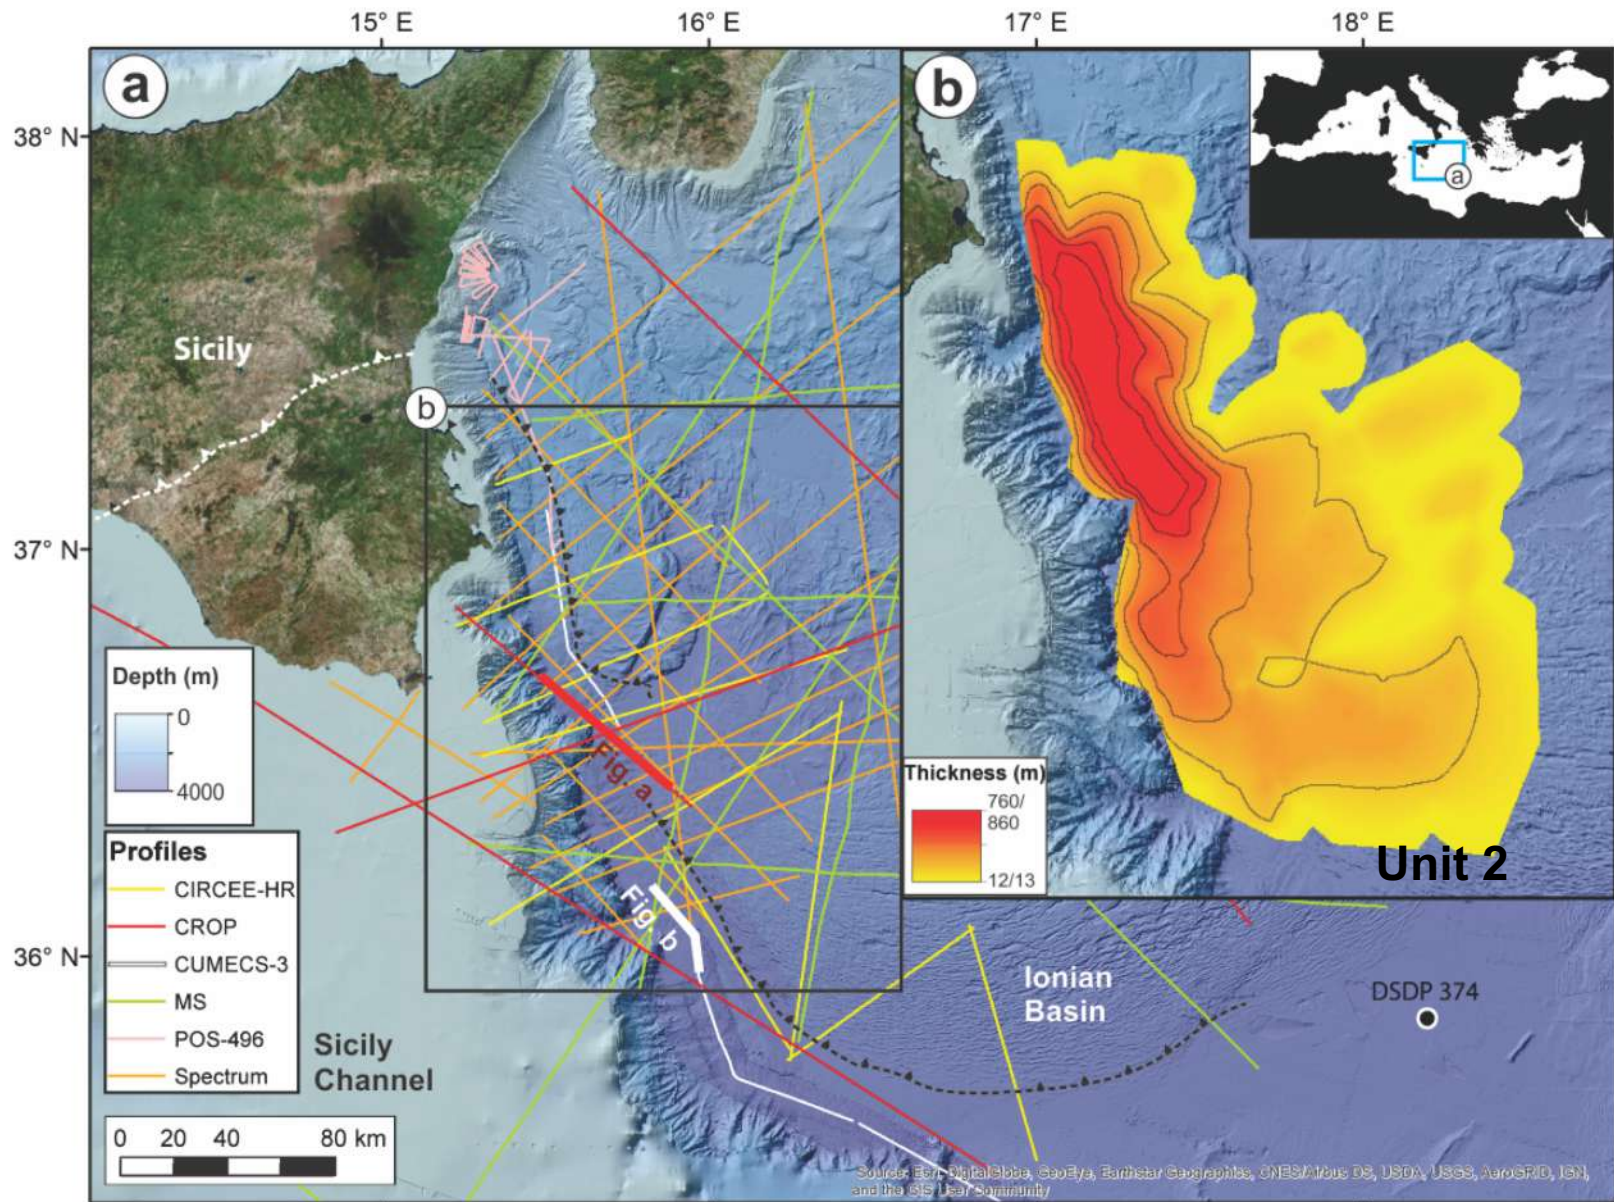 15° E
16° E
17° E
18° E
38° N
37° N
36° N
a
b
a
Sicily
b
Depth (m)
0
4000
Profiles
CIRCEE-HR
CROP
CUMECS-3
MS
POS-496
Spectrum
0 20 40 80 km
Sicily
Channel
Fig. a
Fig. b
Thickness (m)
760/
860
12/13
Unit 2
Ionian
Basin
DSDP 374
Source: Esri, DigitalGlobe, GeoEye, Earthstar Geographics, CNES/Airbus DS, USDA, USGS, AeroGRID, IGN,
and the GIS User Community